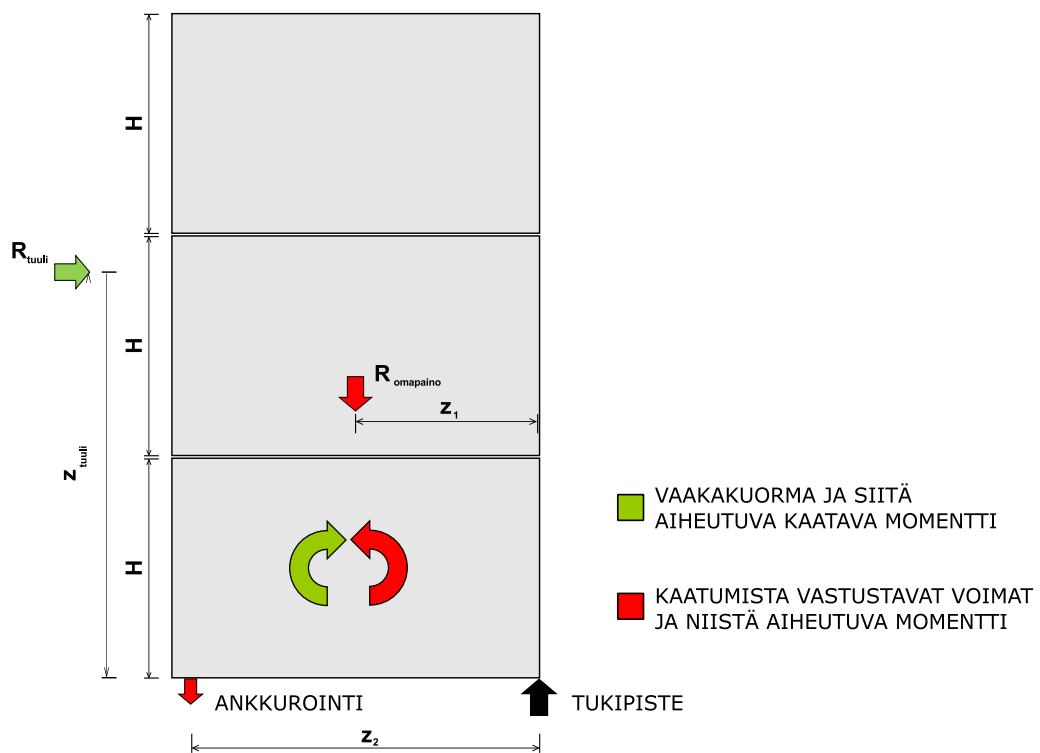 H
R tuuli
H
R omapaino
z 1
z tuuli
VAAKAKUORMA JA SIITÄ
AIHEUTUVA KAATAVA MOMENTTI
H
KAATUMISTA VASTUSTAVAT VOIMAT
JA NIISTÄ AIHEUTUVA MOMENTTI
ANKKUROINTI
TUKIPISTE
z 2